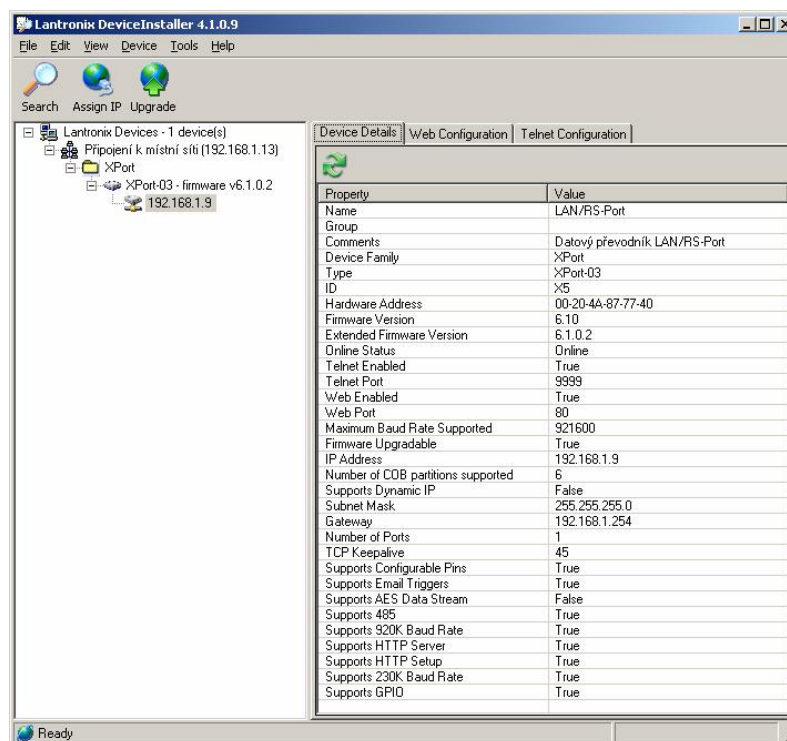 Lantronix DeviceInstaller 4.1.0.9
File Edit View Device Tools Help
Search Assign IP Upgrade
Lantronix Devices - 1 device(s)
Připojení k místní síti (192.168.1.13)
XPort
XPort-03 - firmware v6.1.0.2
192.168.1.9
Device Details Web Configuration Telnet Configuration
Property Value
Name LAN/RS-Port
Group
Comments Datový převodník LAN/RS-Port
Device Family XPort
Type XPort-03
ID X5
Hardware Address 00-20-4A-87-77-40
Firmware Version 6.10
Extended Firmware Version 6.1.0.2
Online Status Online
Telnet Enabled True
Telnet Port 9999
Web Enabled True
Web Port 80
Maximum Baud Rate Supported 921600
Firmware Upgradable True
IP Address 192.168.1.9
Number of COB partitions supported 6
Supports Dynamic IP False
Subnet Mask 255.255.255.0
Gateway 192.168.1.254
Number of Ports 1
TCP Keepalive 45
Supports Configurable Pins True
Supports Email Triggers True
Supports AES Data Stream False
Supports 485 True
Supports 920K Baud Rate True
Supports HTTP Server True
Supports HTTP Setup True
Supports 230K Baud Rate True
Supports GPIO True
Ready